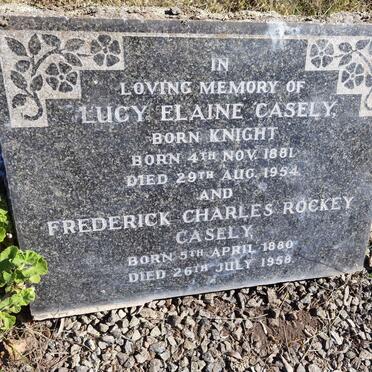 IN
LOVING MEMORY OF
LUCY ELAINE CASELY,
BORN KNIGHT
BORN 4TH NOV. 1881
DIED 29TH AUG. 1954
AND
FREDERICK CHARLES ROCKEY
CASELY,
BORN 5TH APRIL 1880
DIED 26TH JULY 1958.